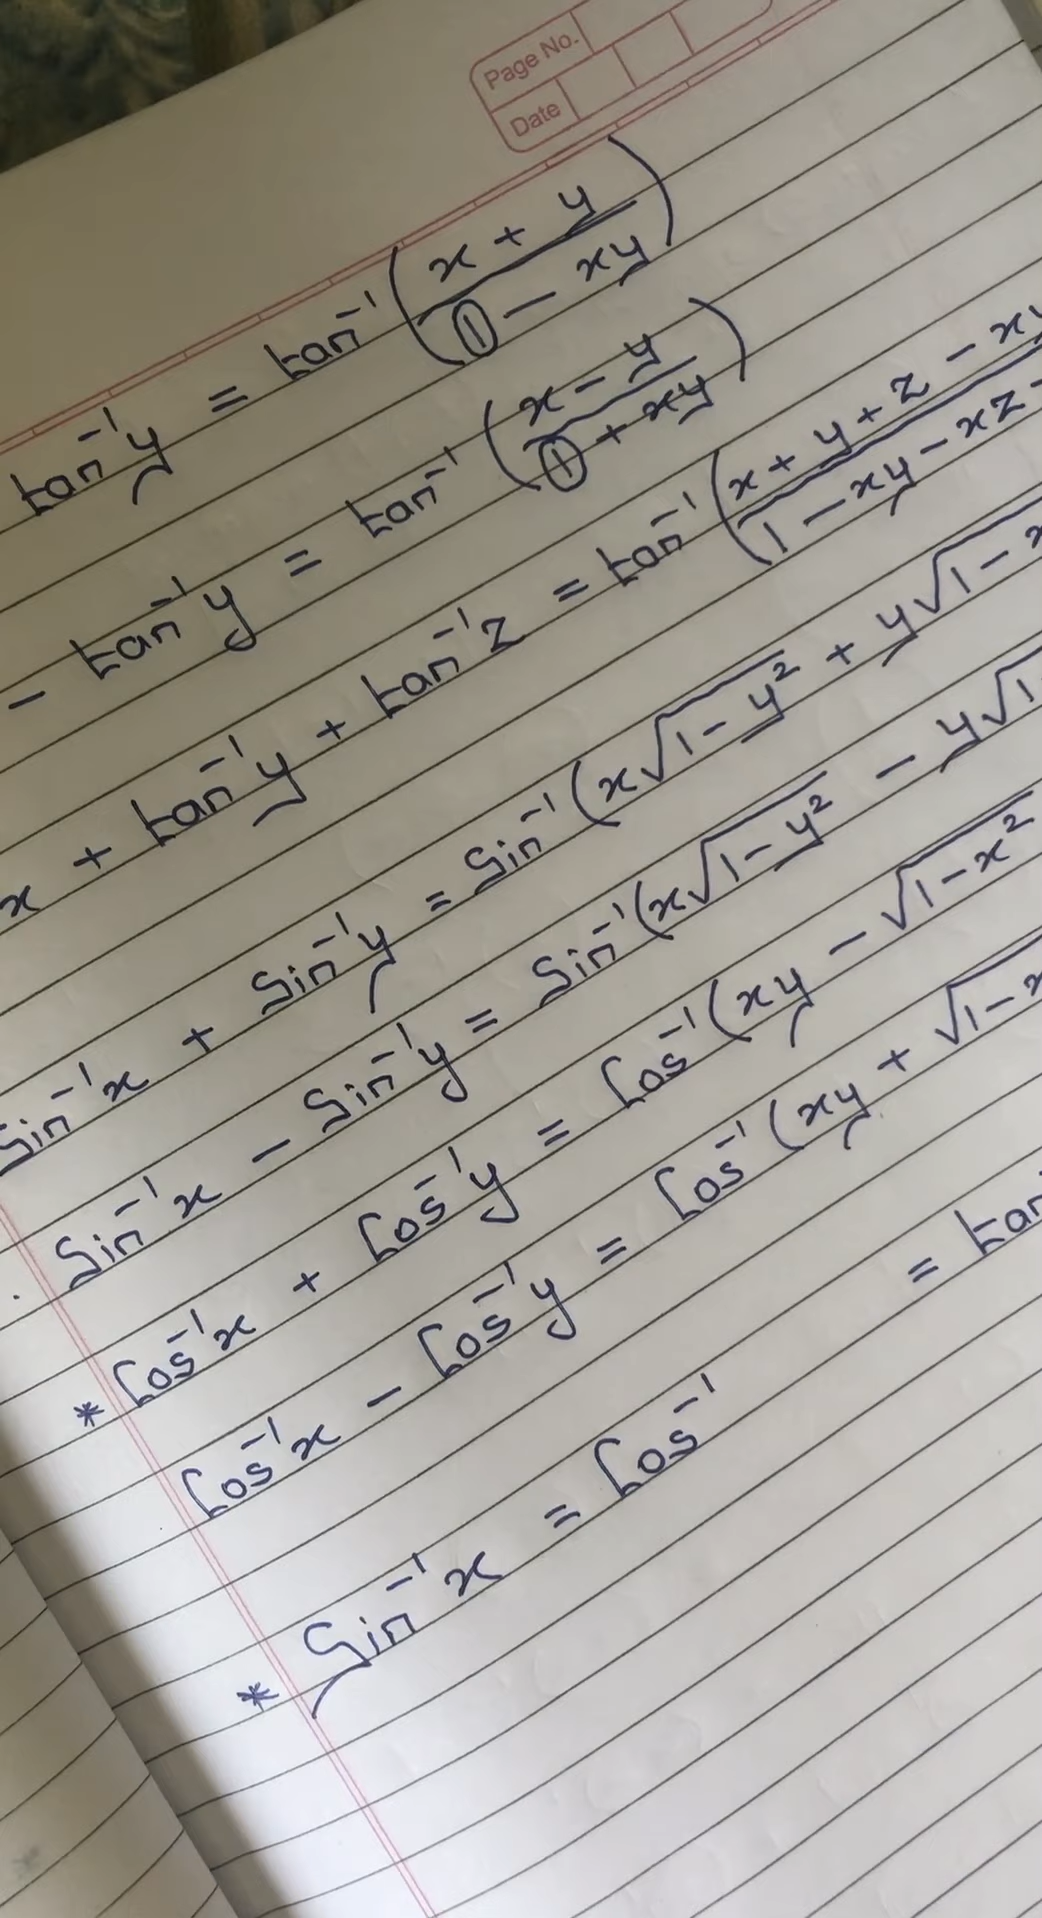 Page No.
Date
tan⁻¹y = tan⁻¹((x + y)/(1 − xy))
− tan⁻¹y = tan⁻¹((x − y)/(1 + xy))
x + tan⁻¹y + tan⁻¹z = tan⁻¹((x + y + z − xy)/(1 − xy − xz −
sin⁻¹x + sin⁻¹y = sin⁻¹(x√(1 − y²) + y√(1 − x
sin⁻¹x − sin⁻¹y = sin⁻¹(x√(1 − y²) − y√(1
* cos⁻¹x + cos⁻¹y = cos⁻¹(xy − √(1 − x²)
cos⁻¹x − cos⁻¹y = cos⁻¹(xy + √(1 − x
* sin⁻¹x = cos⁻¹ = tan